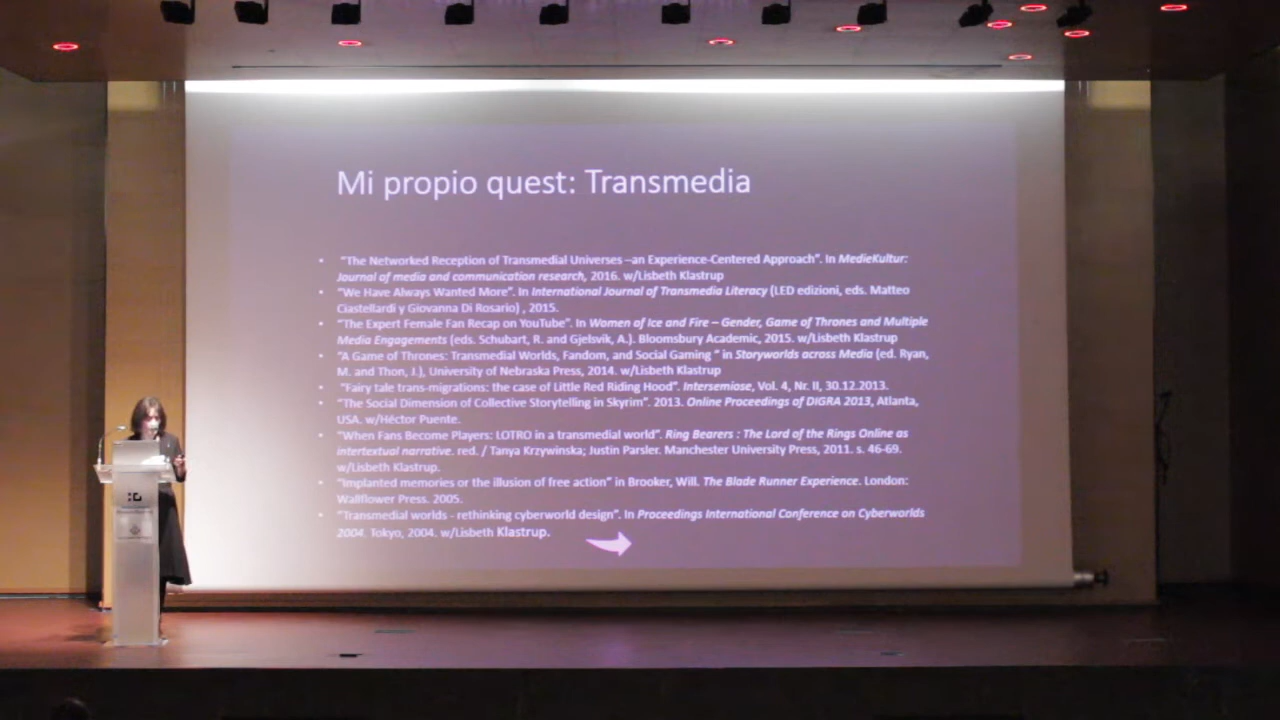 Mi propio quest: Transmedia
• "The Networked Reception of Transmedial Universes –an Experience-Centered Approach". In MedieKultur:
Journal of media and communication research, 2016. w/Lisbeth Klastrup
• "We Have Always Wanted More". In International Journal of Transmedia Literacy (LED edizioni, eds. Matteo
Ciastellardi y Giovanna Di Rosario) , 2015.
• "The Expert Female Fan Recap on YouTube". In Women of Ice and Fire – Gender, Game of Thrones and Multiple
Media Engagements (eds. Schubart, R. and Gjelsvik, A.). Bloomsbury Academic, 2015. w/Lisbeth Klastrup
• "A Game of Thrones: Transmedial Worlds, Fandom, and Social Gaming " in Storyworlds across Media (ed. Ryan,
M. and Thon, J.), University of Nebraska Press, 2014. w/Lisbeth Klastrup
• "Fairy tale trans-migrations: the case of Little Red Riding Hood". Intersemiose, Vol. 4, Nr. II, 30.12.2013.
• "The Social Dimension of Collective Storytelling in Skyrim". 2013. Online Proceedings of DIGRA 2013, Atlanta,
USA. w/Héctor Puente.
• "When Fans Become Players: LOTRO in a transmedial world". Ring Bearers : The Lord of the Rings Online as
intertextual narrative. red. / Tanya Krzywinska; Justin Parsler. Manchester University Press, 2011. s. 46-69.
w/Lisbeth Klastrup.
• "Implanted memories or the illusion of free action" in Brooker, Will. The Blade Runner Experience. London:
Wallflower Press. 2005.
• "Transmedial worlds - rethinking cyberworld design". In Proceedings International Conference on Cyberworlds
2004. Tokyo, 2004. w/Lisbeth Klastrup.